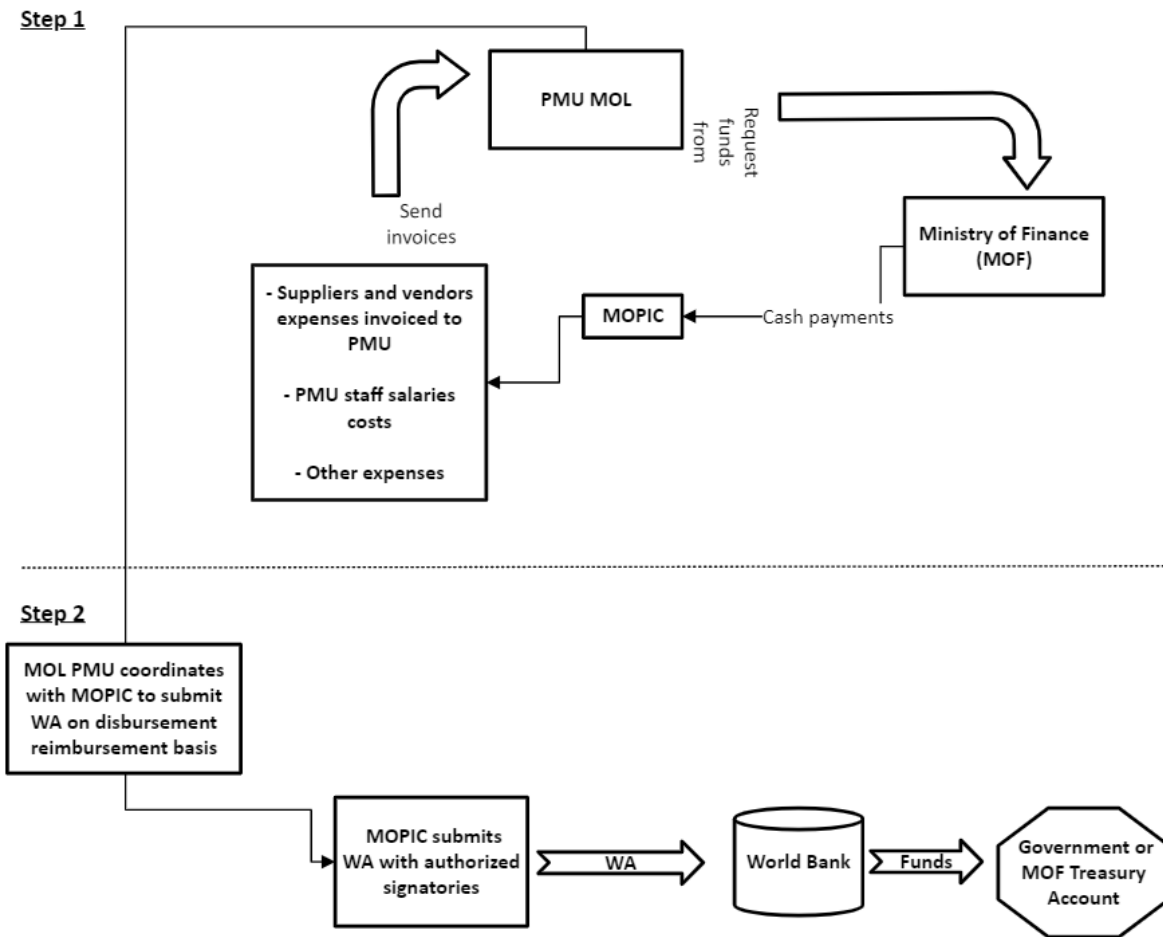 Step 1
PMU MOL
Request
funds
from
Send
invoices
Ministry of Finance
(MOF)
- Suppliers and vendors
expenses invoiced to
PMU
- PMU staff salaries
costs
- Other expenses
MOPIC
Cash payments
Step 2
MOL PMU coordinates
with MOPIC to submit
WA on disbursement
reimbursement basis
MOPIC submits
WA with authorized
signatories
WA
World Bank
Funds
Government or
MOF Treasury
Account